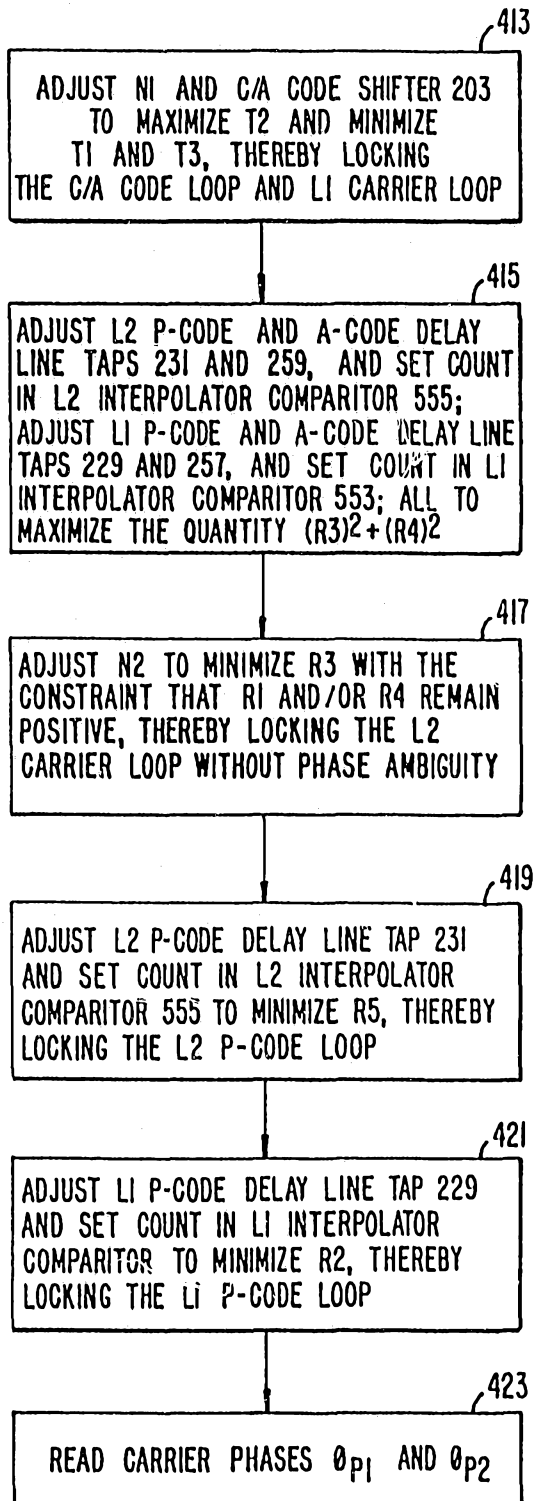 413
ADJUST N1 AND C/A CODE SHIFTER 203
TO MAXIMIZE T2 AND MINIMIZE
T1 AND T3, THEREBY LOCKING
THE C/A CODE LOOP AND L1 CARRIER LOOP
415
ADJUST L2 P-CODE AND A-CODE DELAY
LINE TAPS 231 AND 259, AND SET COUNT
IN L2 INTERPOLATOR COMPARITOR 555;
ADJUST L1 P-CODE AND A-CODE DELAY LINE
TAPS 229 AND 257, AND SET COUNT IN L1
INTERPOLATOR COMPARITOR 553; ALL TO
MAXIMIZE THE QUANTITY (R3)²+(R4)²
417
ADJUST N2 TO MINIMIZE R3 WITH THE
CONSTRAINT THAT R1 AND/OR R4 REMAIN
POSITIVE, THEREBY LOCKING THE L2
CARRIER LOOP WITHOUT PHASE AMBIGUITY
419
ADJUST L2 P-CODE DELAY LINE TAP 231
AND SET COUNT IN L2 INTERPOLATOR
COMPARITOR 555 TO MINIMIZE R5, THEREBY
LOCKING THE L2 P-CODE LOOP
421
ADJUST L1 P-CODE DELAY LINE TAP 229
AND SET COUNT IN L1 INTERPOLATOR
COMPARITOR TO MINIMIZE R2, THEREBY
LOCKING THE L1 P-CODE LOOP
423
READ CARRIER PHASES θP1 AND θP2